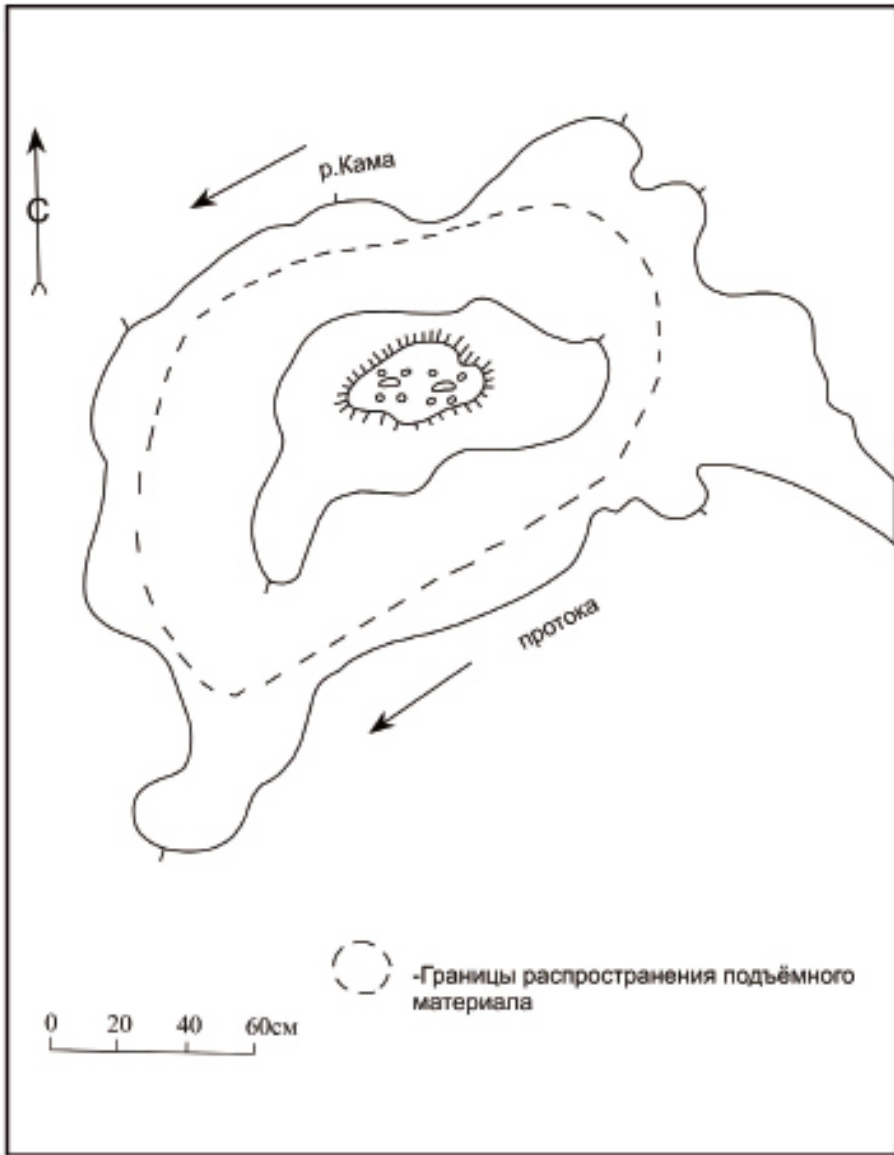 р.Кама
С
протока
-Границы распространения подъёмного
материала
0 20 40 60см